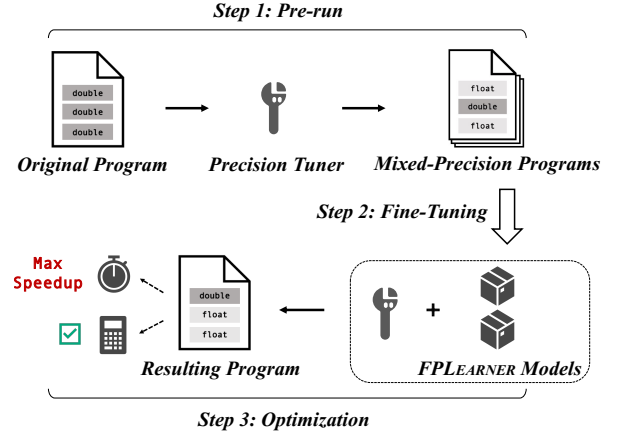 Step 1: Pre-run
double
double
double
float
double
float
Original Program
Precision Tuner
Mixed-Precision Programs
Step 2: Fine-Tuning
Max
Speedup
double
float
float
+
Resulting Program
FPLEARNER Models
Step 3: Optimization